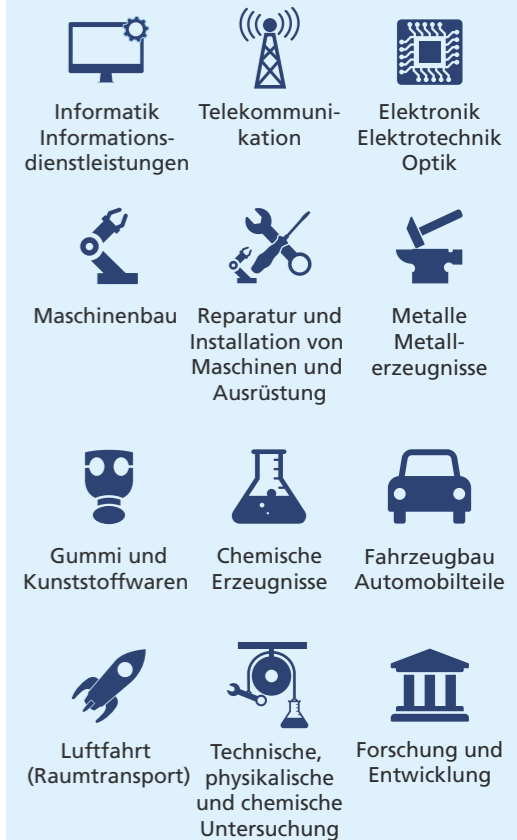 Informatik
Informations-
dienstleistungen
Telekommuni-
kation
Elektronik
Elektrotechnik
Optik
Maschinenbau
Reparatur und
Installation von
Maschinen und
Ausrüstung
Metalle
Metall-
erzeugnisse
Gummi und
Kunststoffwaren
Chemische
Erzeugnisse
Fahrzeugbau
Automobilteile
Luftfahrt
(Raumtransport)
Technische,
physikalische
und chemische
Untersuchung
Forschung und
Entwicklung